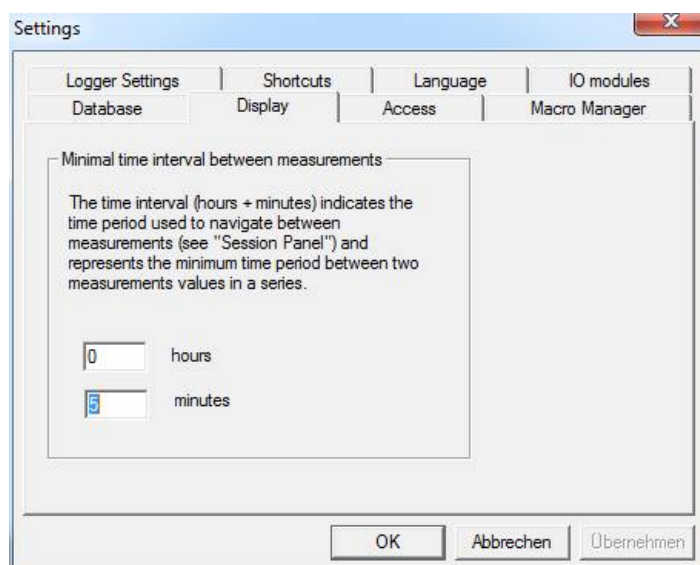 Settings
Logger Settings Shortcuts Language IO modules
Database Display Access Macro Manager
Minimal time interval between measurements
The time interval (hours + minutes) indicates the
time period used to navigate between
measurements (see "Session Panel") and
represents the minimum time period between two
measurements values in a series.
0 hours
5 minutes
OK Abbrechen Übernehmen